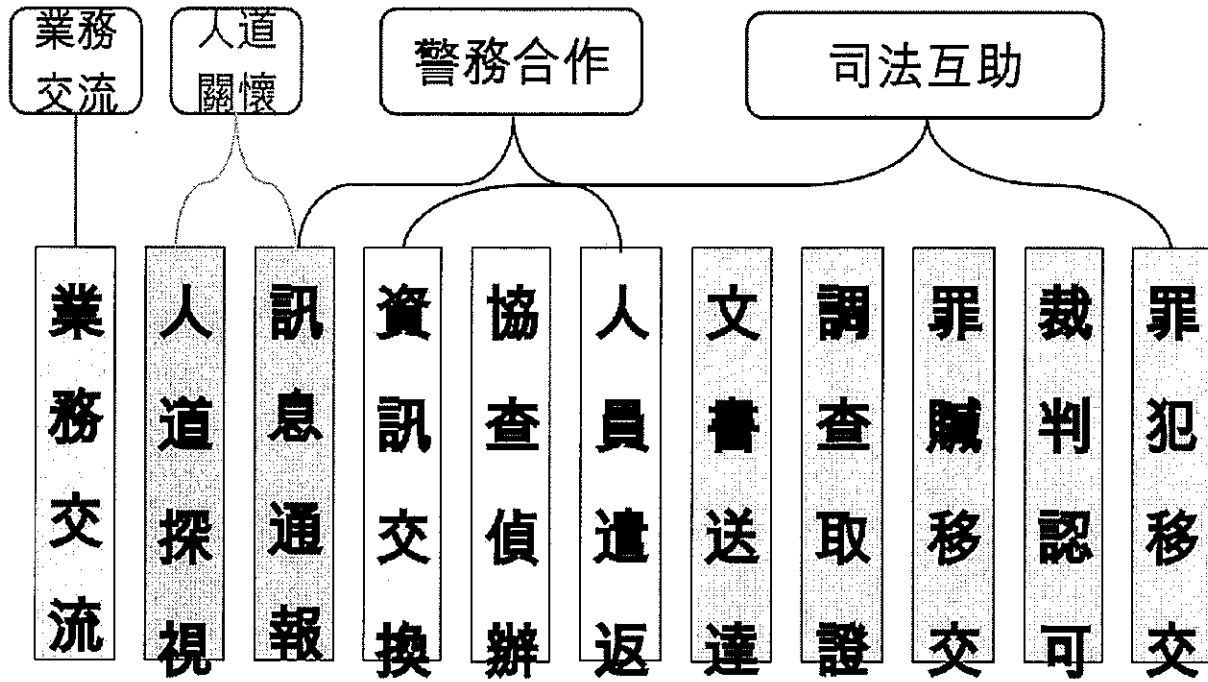 業務
交流
人道
關懷
警務合作
司法互助
業務交流
人道探視
訊息通報
資訊交換
協查偵辦
人員遣返
文書送達
調查取證
罪贓移交
裁判認可
罪犯移交